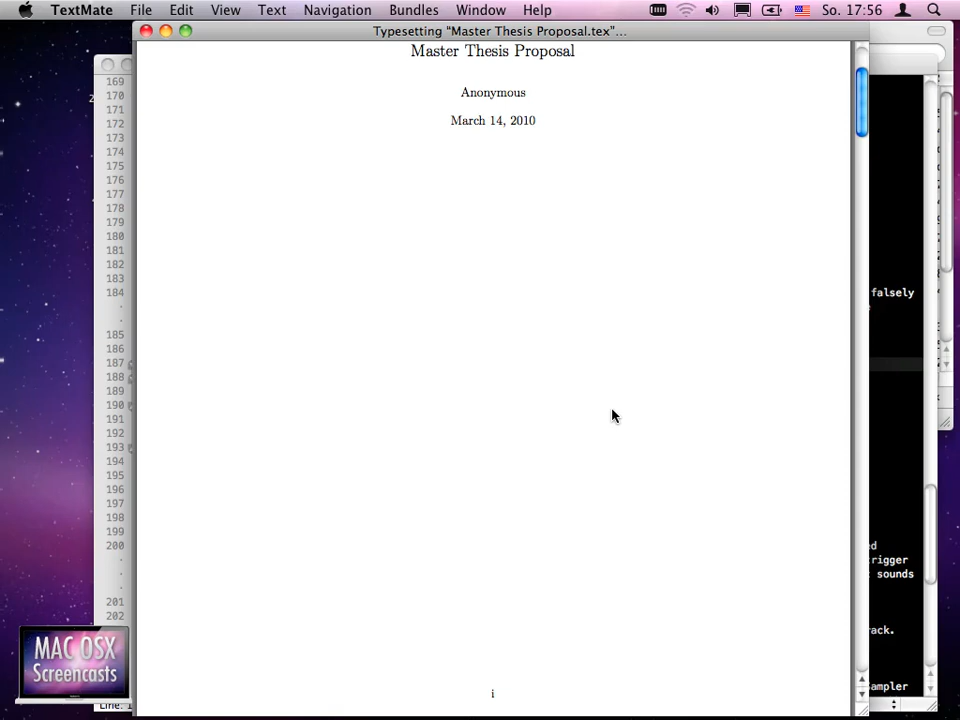 TextMate File Edit View Text Navigation Bundles Window Help So. 17:56
Typesetting “Master Thesis Proposal.tex”…
Master Thesis Proposal
Anonymous
March 14, 2010
i
169
170
171
172
173
174
175
176
177
178
179
180
181
182
183
184
185
186
187
188
189
190
191
192
193
194
195
196
197
198
199
200
201
202
Line:
falsely
rigger
sounds
rack.
ampler
MAC OSX
Screencasts